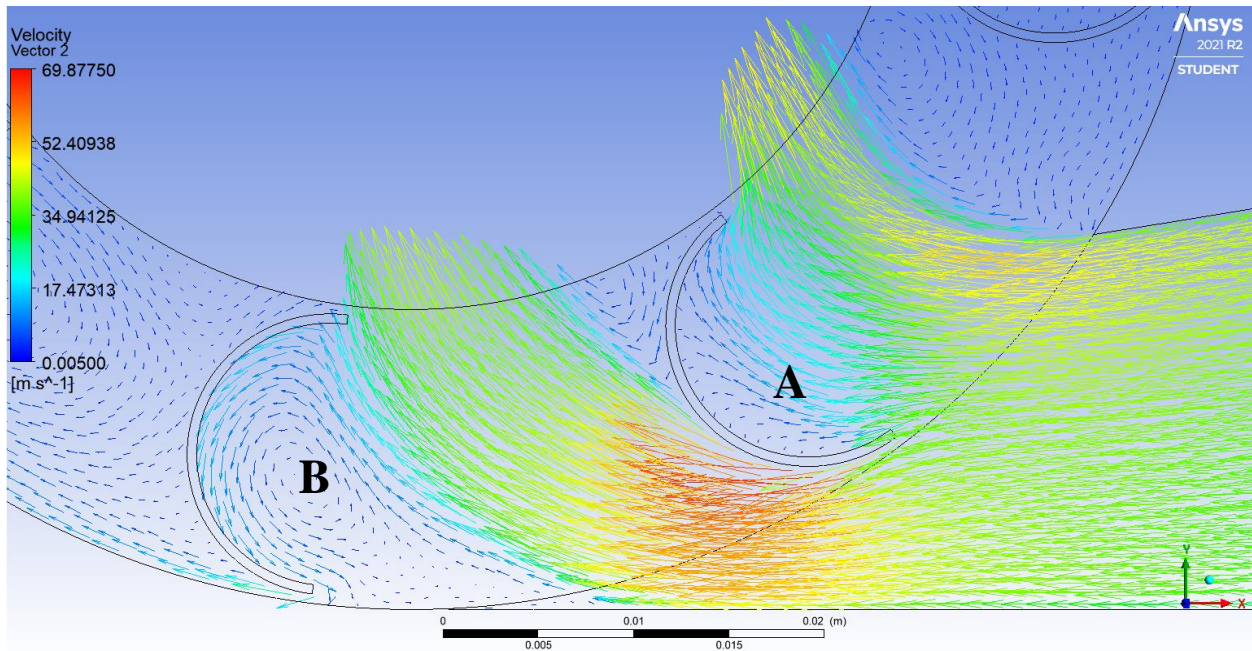 Velocity
Vector 2
69.87750
52.40938
34.94125
17.47313
0.00500
[m s^-1]
Ansys
2021 R2
STUDENT
A
B
Y
X
0 0.01 0.02 (m)
0.005 0.015